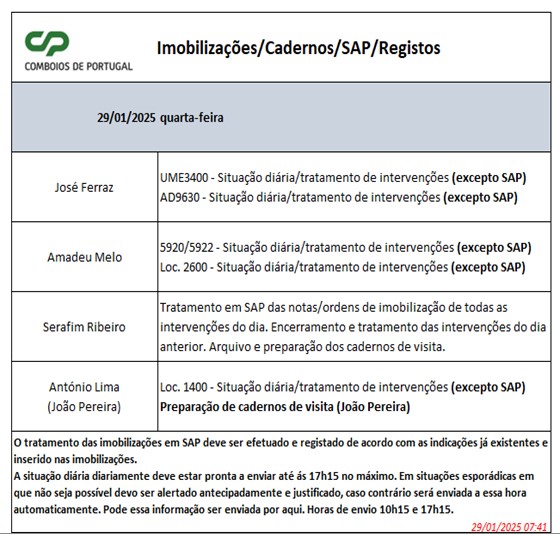 COMBOIOS DE PORTUGAL
Imobilizações/Cadernos/SAP/Registos
29/01/2025 quarta-feira
José Ferraz
UME3400 - Situação diária/tratamento de intervenções (excepto SAP)
AD9630 - Situação diária/tratamento de intervenções (excepto SAP)
Amadeu Melo
5920/5922 - Situação diária/tratamento de intervenções (excepto SAP)
Loc. 2600 - Situação diária/tratamento de intervenções (excepto SAP)
Serafim Ribeiro
Tratamento em SAP das notas/ordens de imobilização de todas as
intervenções do dia. Encerramento e tratamento das intervenções do dia
anterior. Arquivo e preparação dos cadernos de visita.
António Lima
(João Pereira)
Loc. 1400 - Situação diária/tratamento de intervenções (excepto SAP)
Preparação de cadernos de visita (João Pereira)
O tratamento das imobilizações em SAP deve ser efetuado e registado de acordo com as indicações já existentes e
inserido nas imobilizações.
A situação diária diariamente deve estar pronta a enviar até ás 17h15 no máximo. Em situações esporádicas em
que não seja possível devo ser alertado antecipadamente e justificado, caso contrário será enviada a essa hora
automaticamente. Pode essa informação ser enviada por aqui. Horas de envio 10h15 e 17h15.
29/01/2025 07:41